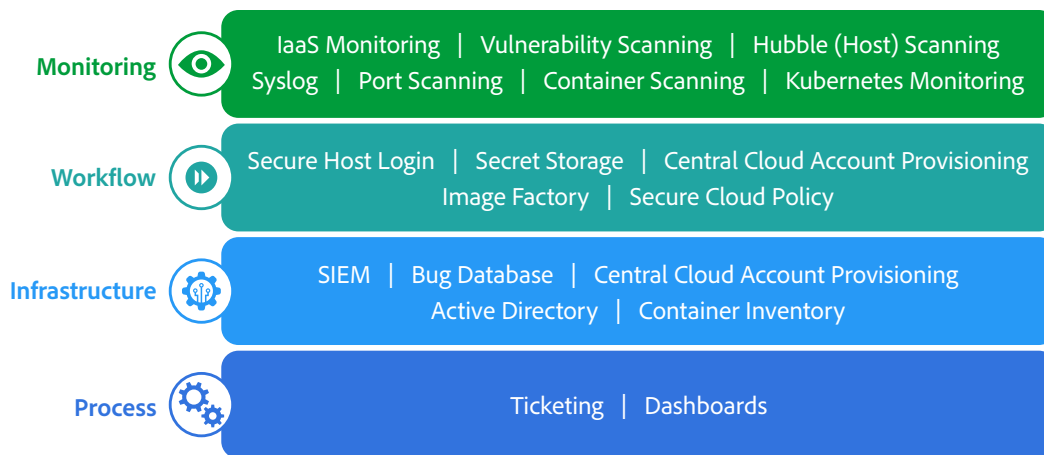 Monitoring
IaaS Monitoring | Vulnerability Scanning | Hubble (Host) Scanning
Syslog | Port Scanning | Container Scanning | Kubernetes Monitoring
Workflow
Secure Host Login | Secret Storage | Central Cloud Account Provisioning
Image Factory | Secure Cloud Policy
Infrastructure
SIEM | Bug Database | Central Cloud Account Provisioning
Active Directory | Container Inventory
Process
Ticketing | Dashboards